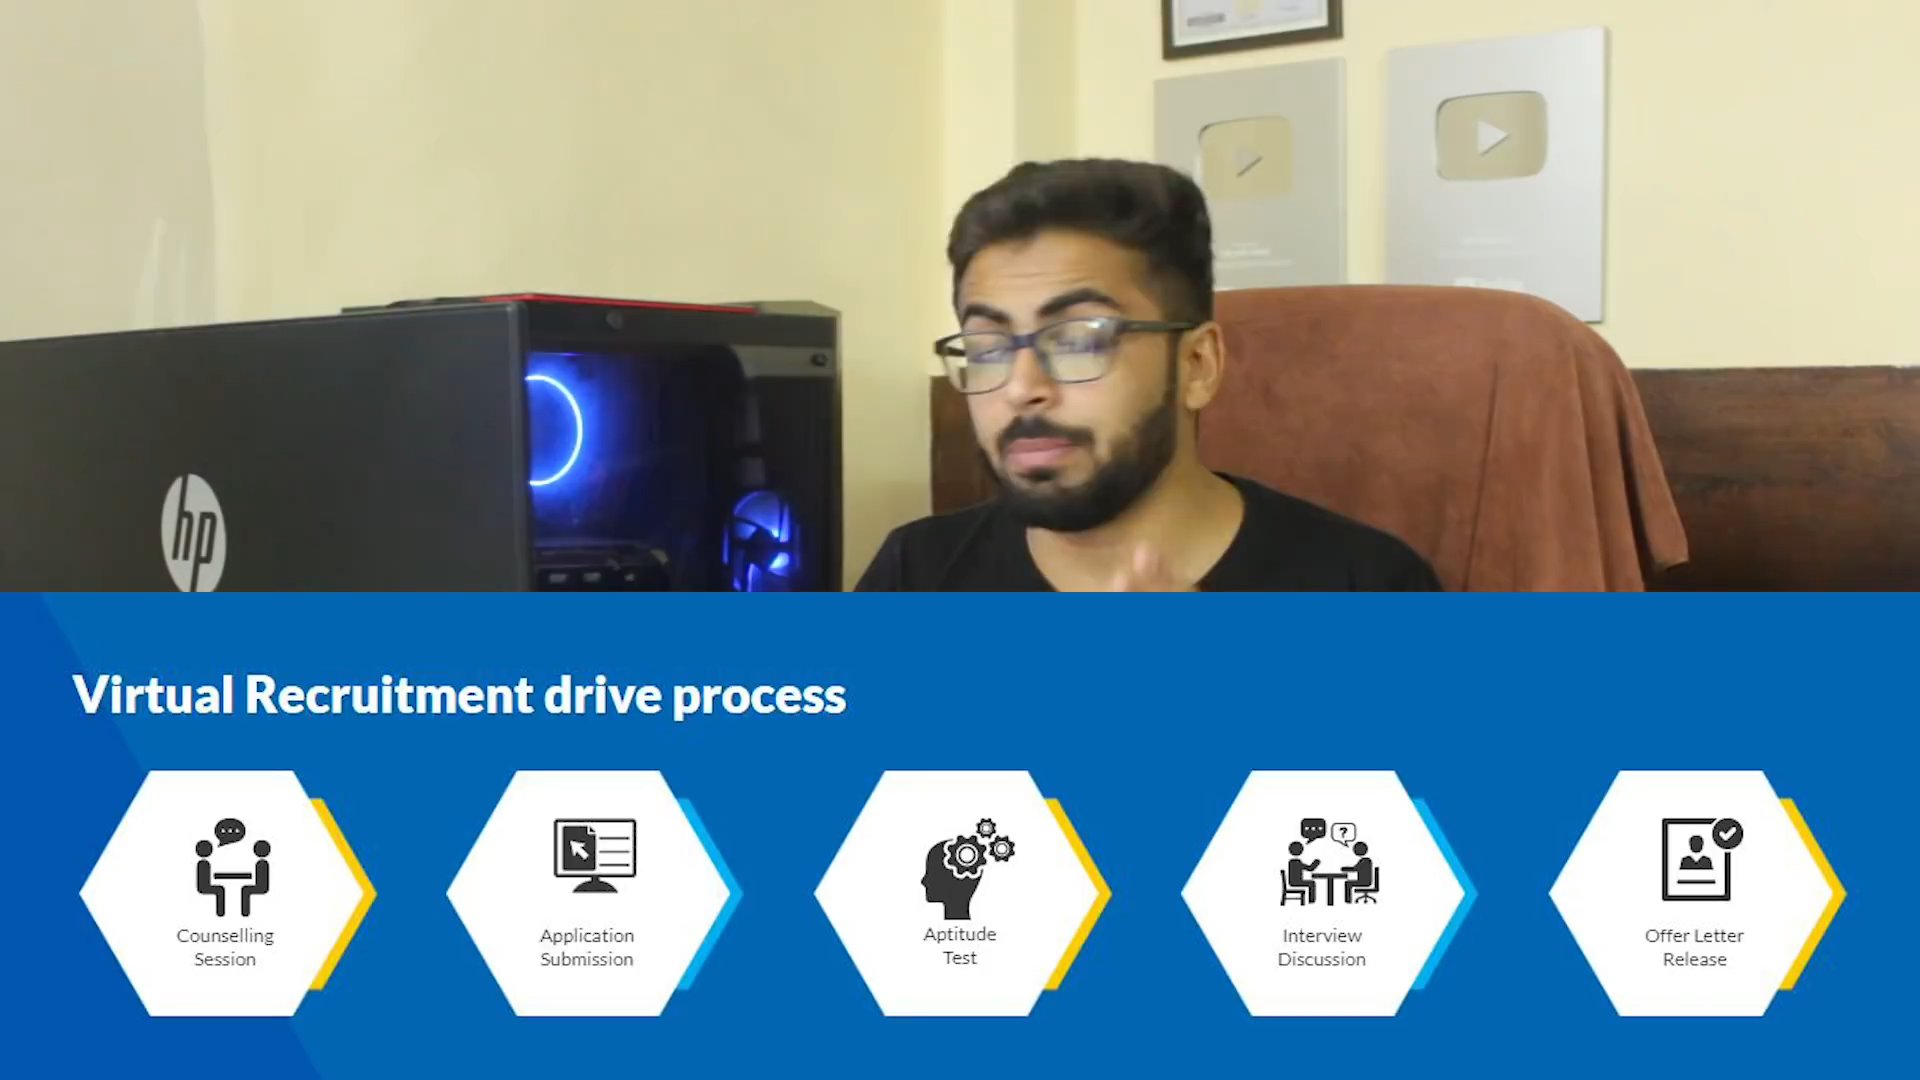 hp
Virtual Recruitment drive process
Counselling
Session
Application
Submission
Aptitude
Test
?
Interview
Discussion
Offer Letter
Release